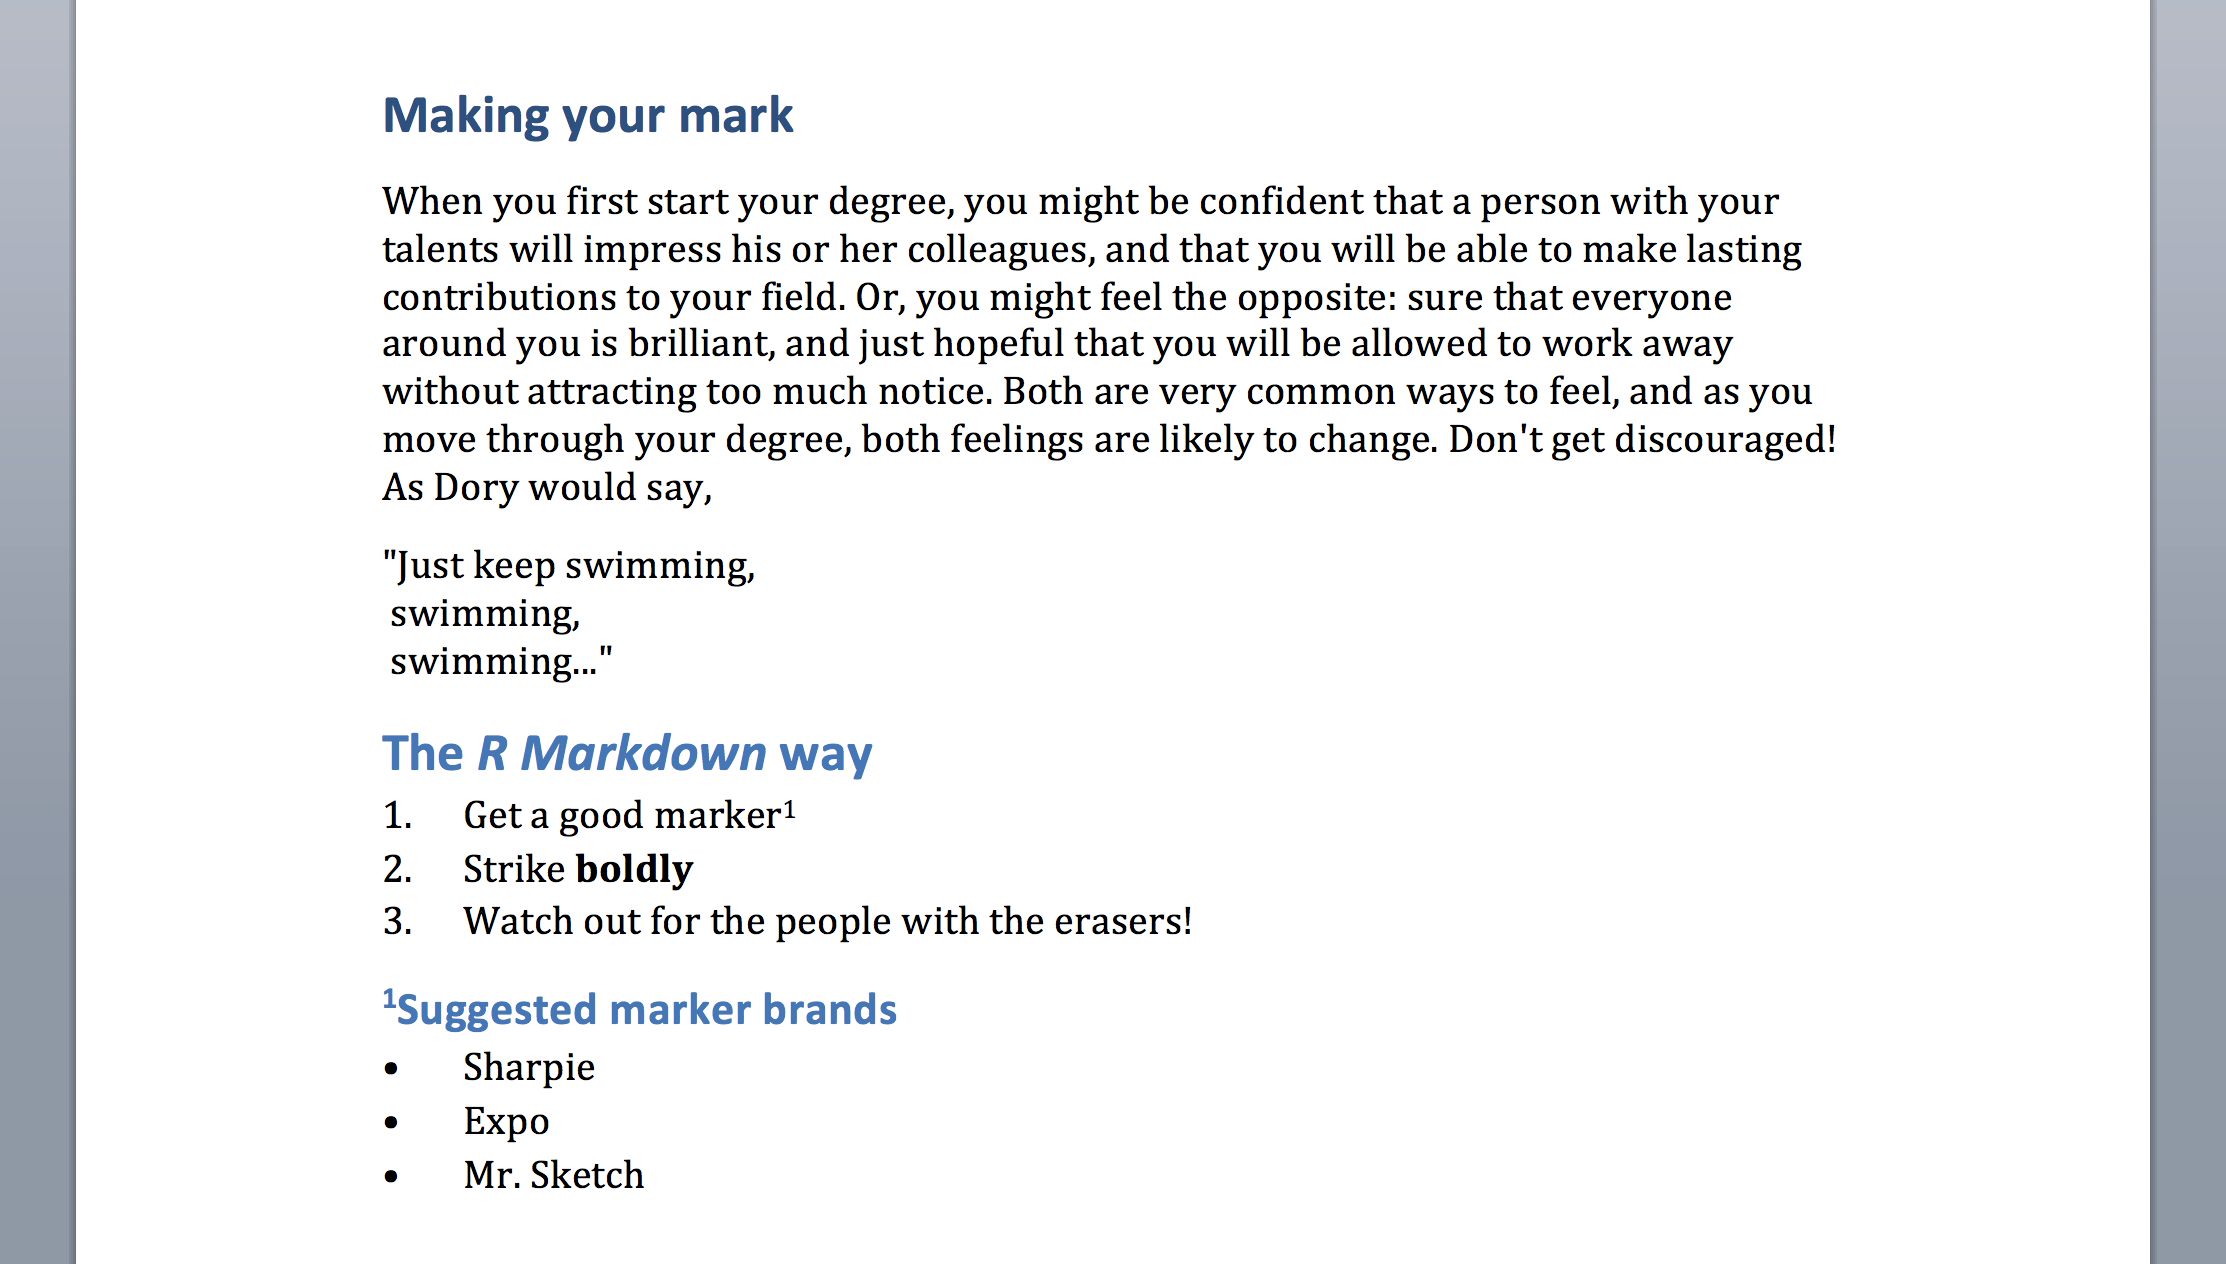 Making your mark
When you first start your degree, you might be confident that a person with your
talents will impress his or her colleagues, and that you will be able to make lasting
contributions to your field. Or, you might feel the opposite: sure that everyone
around you is brilliant, and just hopeful that you will be allowed to work away
without attracting too much notice. Both are very common ways to feel, and as you
move through your degree, both feelings are likely to change. Don't get discouraged!
As Dory would say,
"Just keep swimming,
swimming,
swimming..."
The R Markdown way
1. Get a good marker¹
2. Strike boldly
3. Watch out for the people with the erasers!
¹Suggested marker brands
• Sharpie
• Expo
• Mr. Sketch